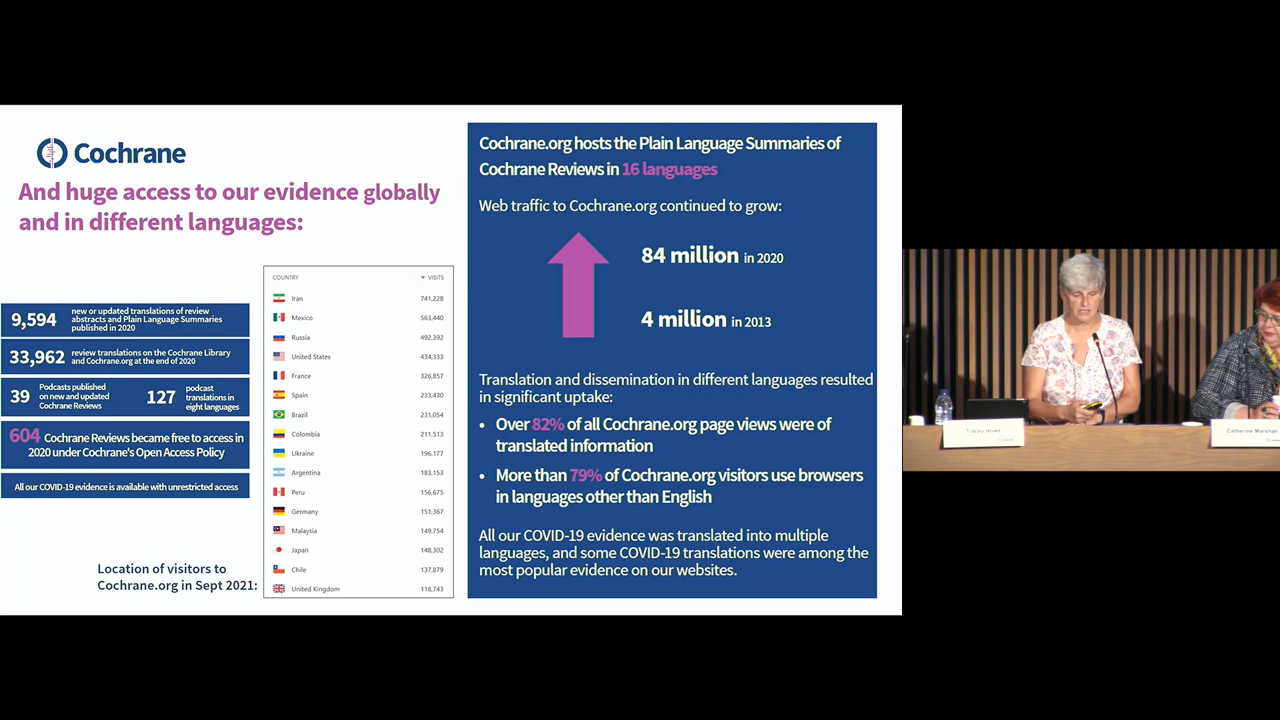 Cochrane
And huge access to our evidence globally
and in different languages:
9,594
new or updated translations of review
abstracts and Plain Language Summaries
published in 2020
33,962
review translations on the Cochrane Library
and Cochrane.org at the end of 2020
39
Podcasts published
on new and updated
Cochrane Reviews
127
podcast
translations in
eight languages
604 Cochrane Reviews became free to access in
2020 under Cochrane's Open Access Policy
All our COVID-19 evidence is available with unrestricted access
Location of visitors to
Cochrane.org in Sept 2021:
COUNTRY VISITS
Iran 741,228
Mexico 563,440
Russia 492,392
United States 434,333
France 326,857
Spain 233,430
Brazil 231,054
Colombia 211,513
Ukraine 196,177
Argentina 183,153
Peru 156,675
Germany 151,367
Malaysia 149,754
Japan 148,302
Chile 137,879
United Kingdom 118,743
Cochrane.org hosts the Plain Language Summaries of
Cochrane Reviews in 16 languages
Web traffic to Cochrane.org continued to grow:
84 million in 2020
4 million in 2013
Translation and dissemination in different languages resulted
in significant uptake:
• Over 82% of all Cochrane.org page views were of
translated information
• More than 79% of Cochrane.org visitors use browsers
in languages other than English
All our COVID-19 evidence was translated into multiple
languages, and some COVID-19 translations were among the
most popular evidence on our websites.
Tracey Howe
Catherine Marshall